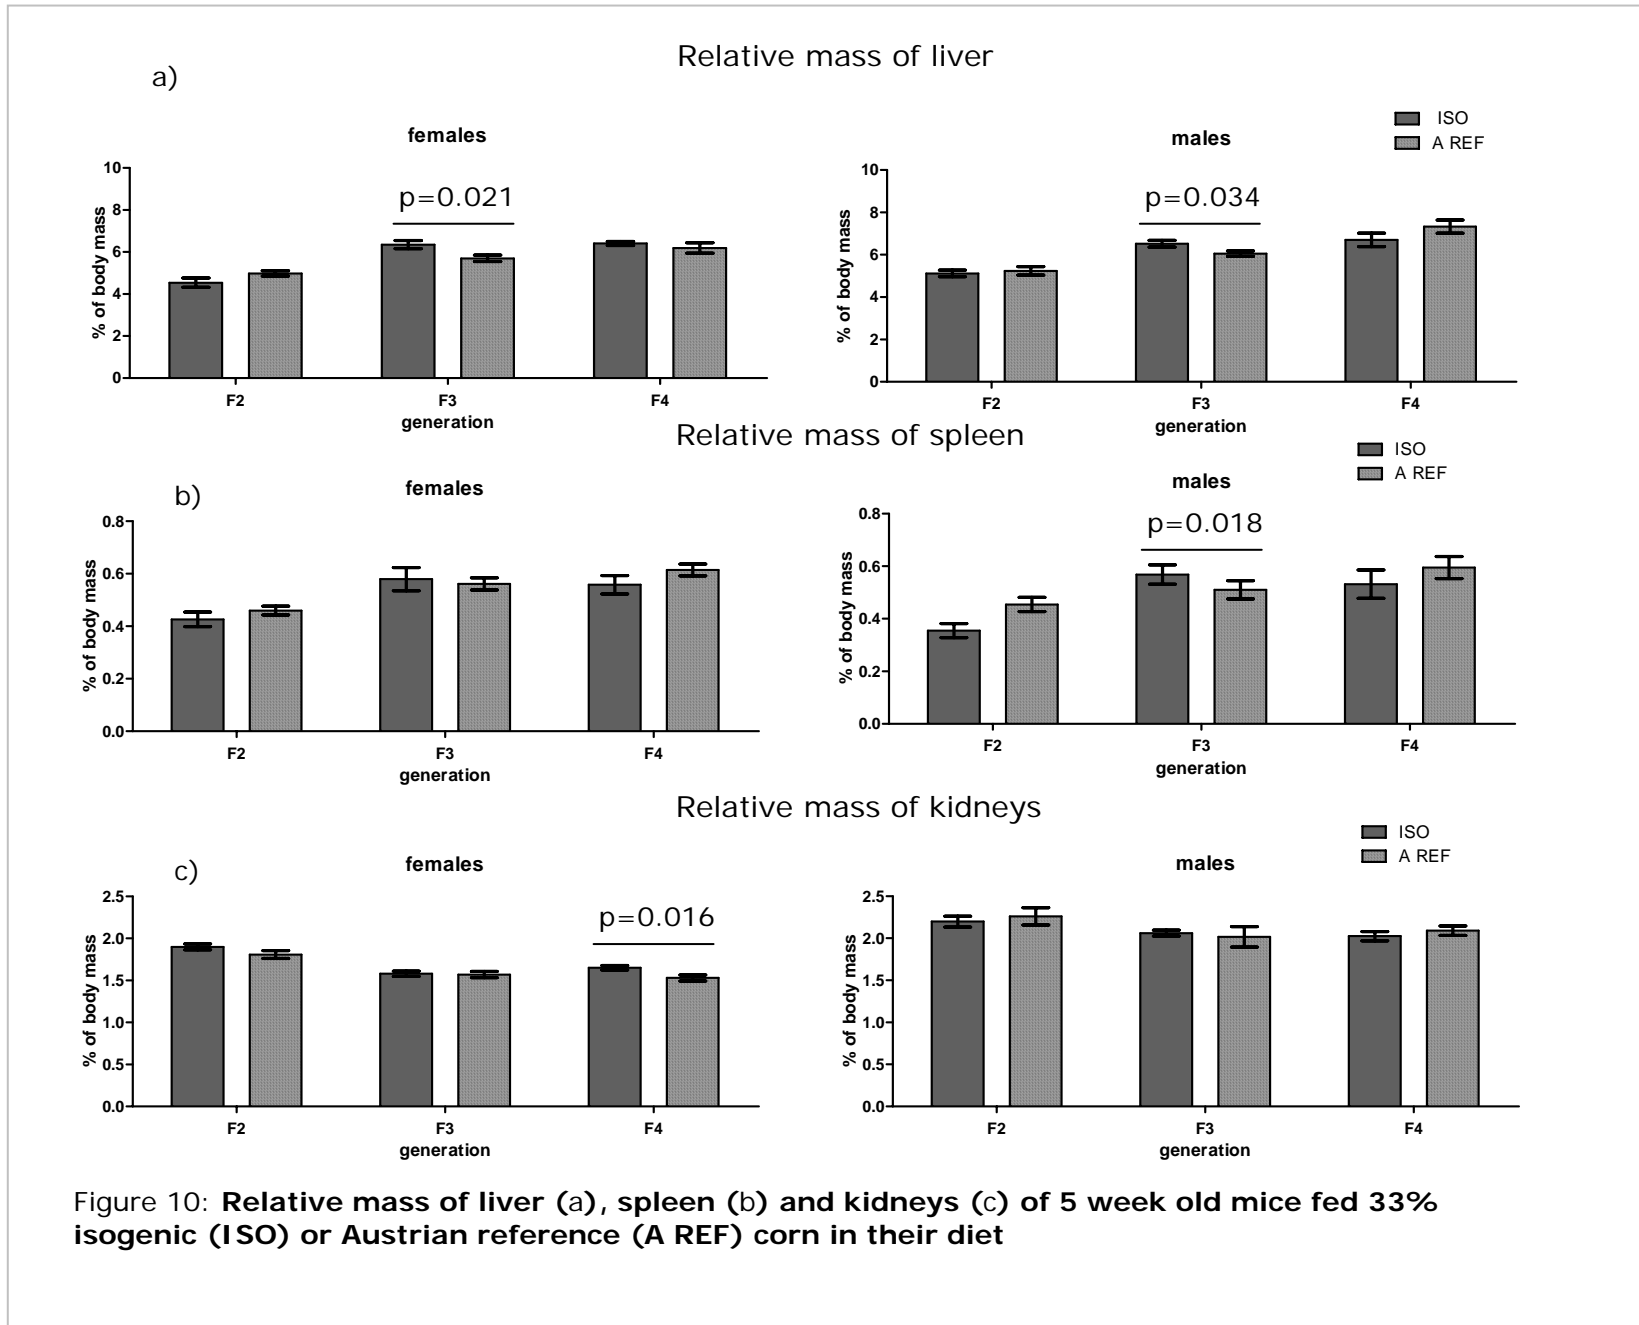 Relative mass of liver
a)
females
10
8
6
4
2
0
% of body mass
p=0.021
F2
F3
F4
generation
males
ISO
A REF
10
8
6
4
2
0
% of body mass
p=0.034
F2
F3
F4
generation
Relative mass of spleen
b)
females
0.8
0.6
0.4
0.2
0.0
% of body mass
F2
F3
F4
generation
males
ISO
A REF
0.8
0.6
0.4
0.2
0.0
% of body mass
p=0.018
F2
F3
F4
generation
Relative mass of kidneys
c)
females
2.5
2.0
1.5
1.0
0.5
0.0
% of body mass
p=0.016
F2
F3
F4
generation
males
ISO
A REF
2.5
2.0
1.5
1.0
0.5
0.0
% of body mass
F2
F3
F4
generation
Figure 10: Relative mass of liver (a), spleen (b) and kidneys (c) of 5 week old mice fed 33%
isogenic (ISO) or Austrian reference (A REF) corn in their diet